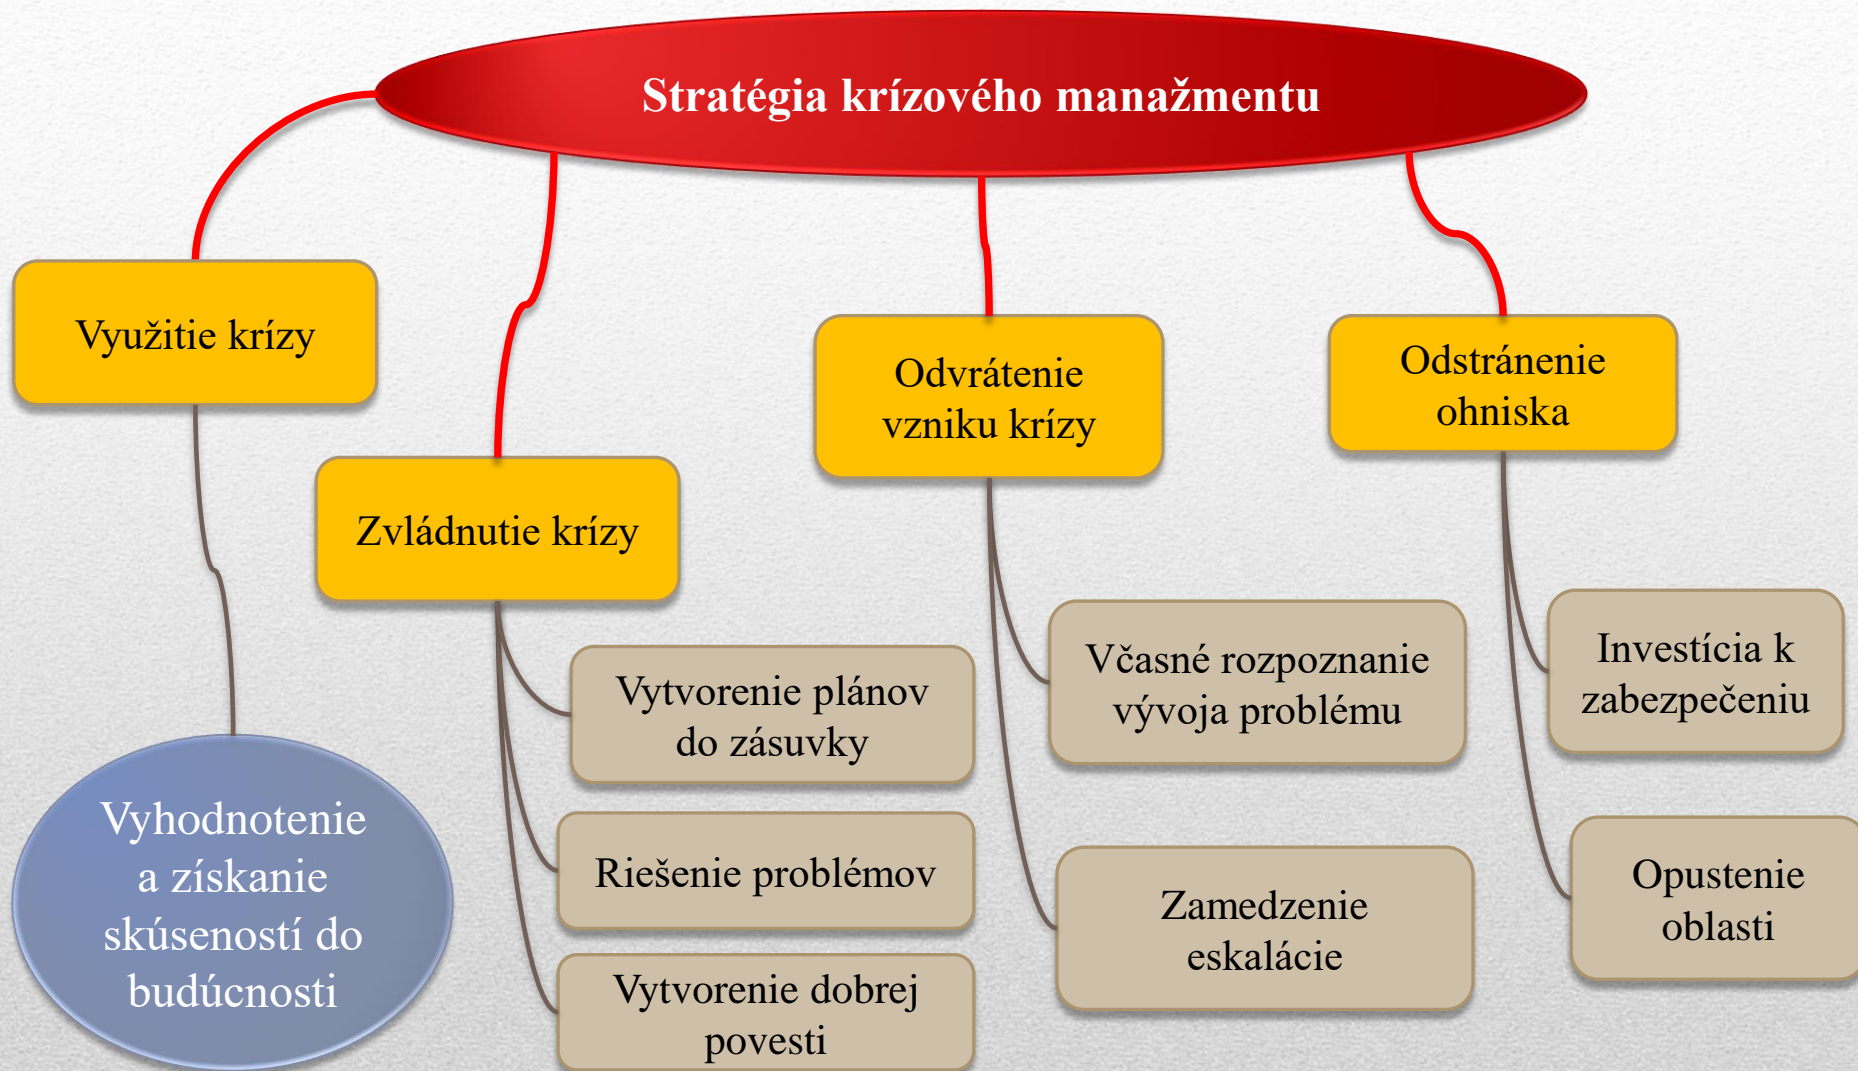 Stratégia krízového manažmentu
Využitie krízy
Vyhodnotenie
a získanie
skúseností do
budúcnosti
Zvládnutie krízy
Vytvorenie plánov
do zásuvky
Riešenie problémov
Vytvorenie dobrej
povesti
Odvrátenie
vzniku krízy
Včasné rozpoznanie
vývoja problému
Zamedzenie
eskalácie
Odstránenie
ohniska
Investícia k
zabezpečeniu
Opustenie
oblasti